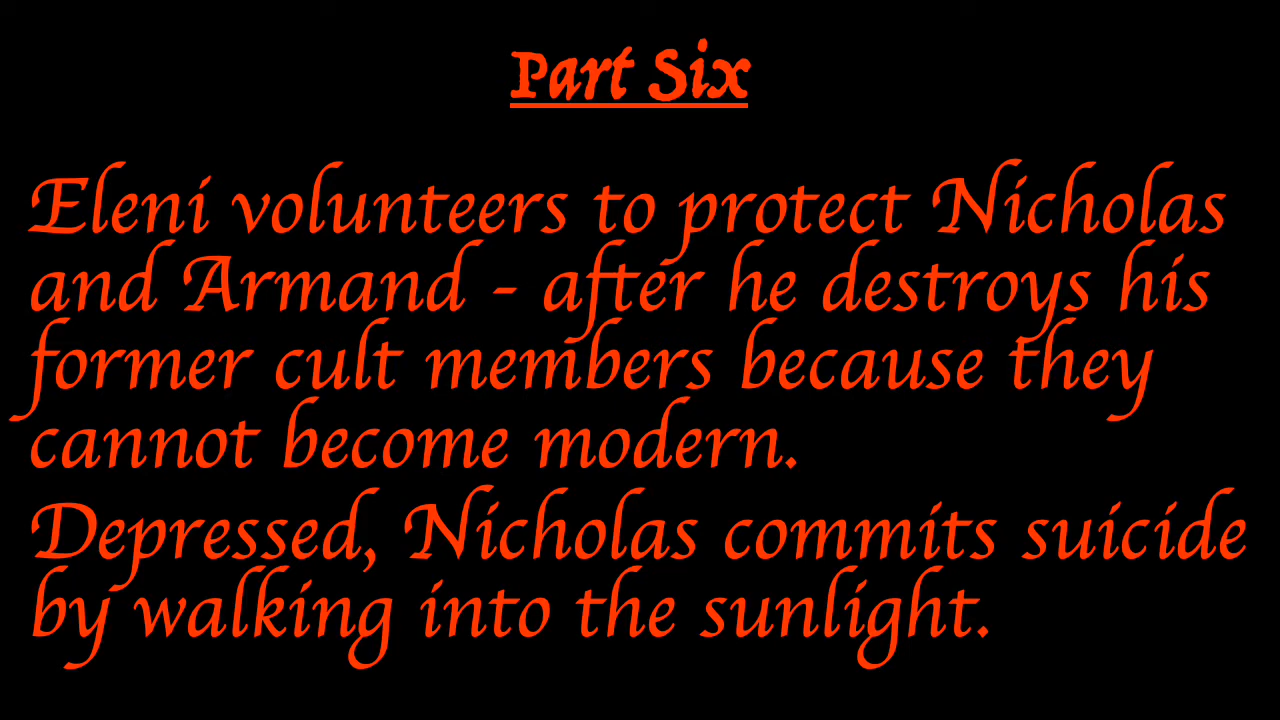 Part Six
Eleni volunteers to protect Nicholas
and Armand - after he destroys his
former cult members because they
cannot become modern.
Depressed, Nicholas commits suicide
by walking into the sunlight.